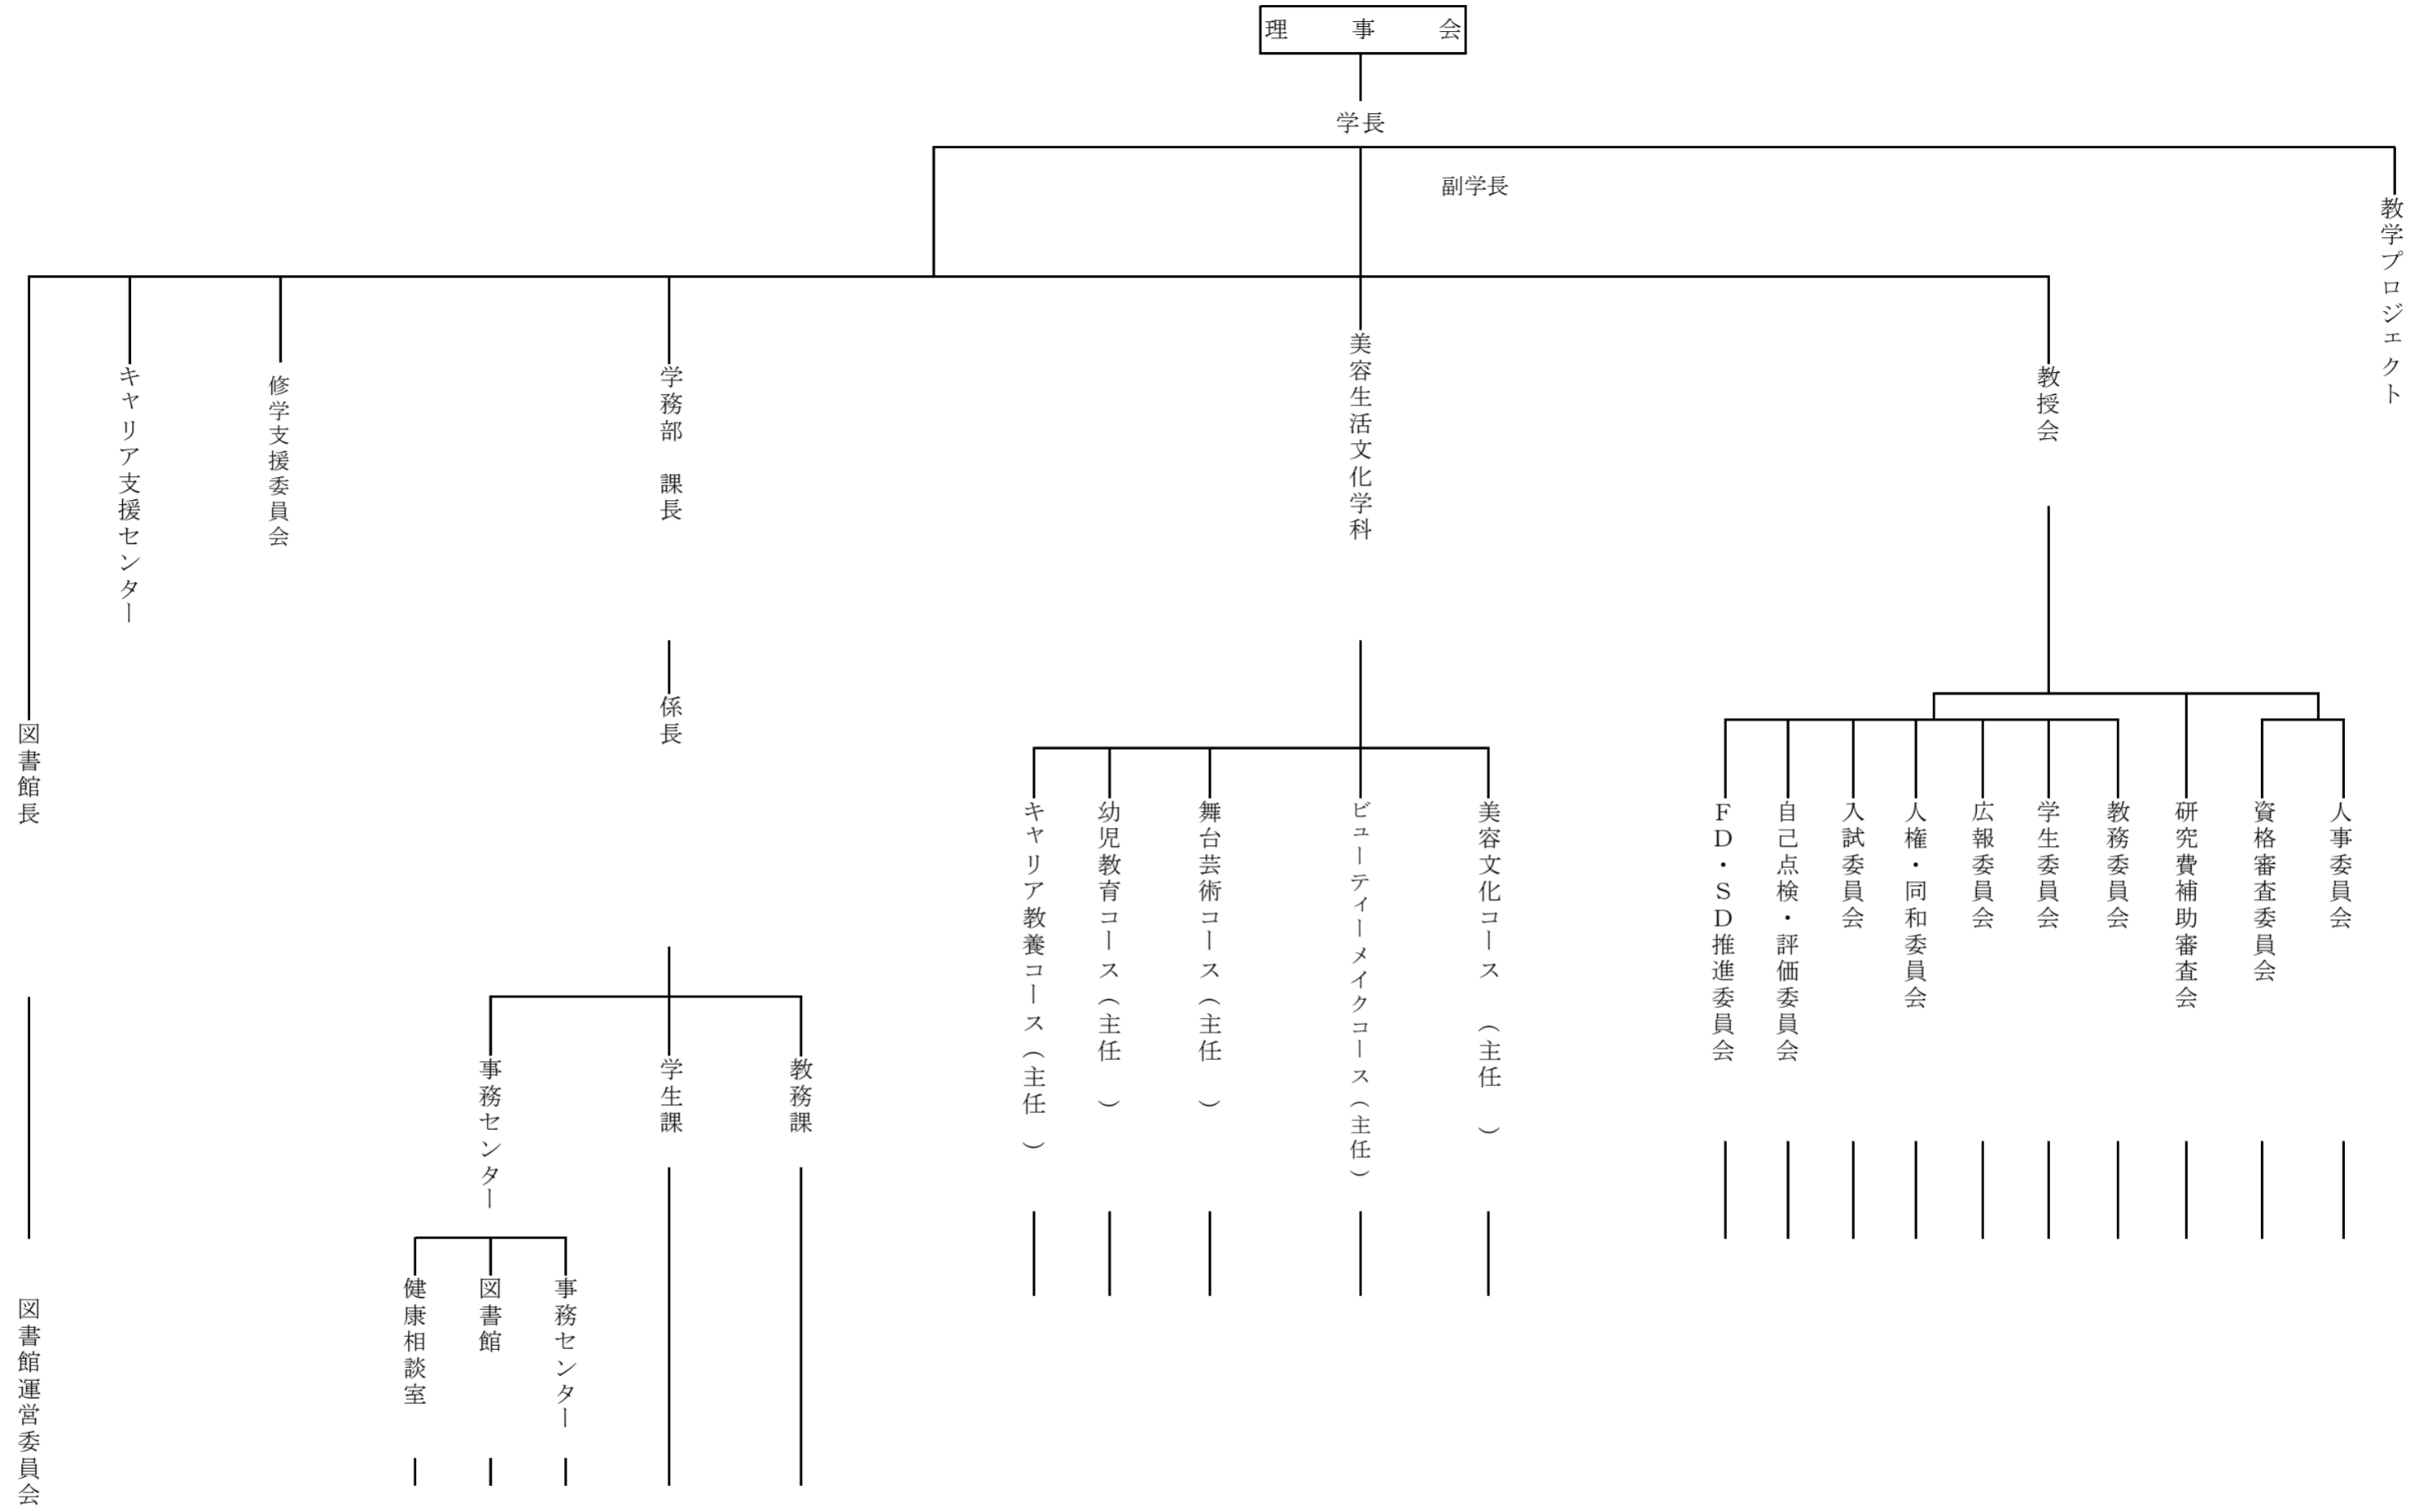 理 事 会
学長
副学長
教学プロジェクト
教授会
美容生活文化学科
学務部 課長
修学支援委員会
キャリア支援センター
図書館長
係長
人事委員会
資格審査委員会
研究費補助審査会
教務委員会
学生委員会
広報委員会
人権・同和委員会
入試委員会
自己点検・評価委員会
ＦＤ・ＳＤ推進委員会
美容文化コース （主任 ）
ビューティーメイクコース（主任）
舞台芸術コース（主任 ）
幼児教育コース（主任 ）
キャリア教養コース（主任 ）
教務課
学生課
事務センター
事務センター
図書館
健康相談室
図書館運営委員会